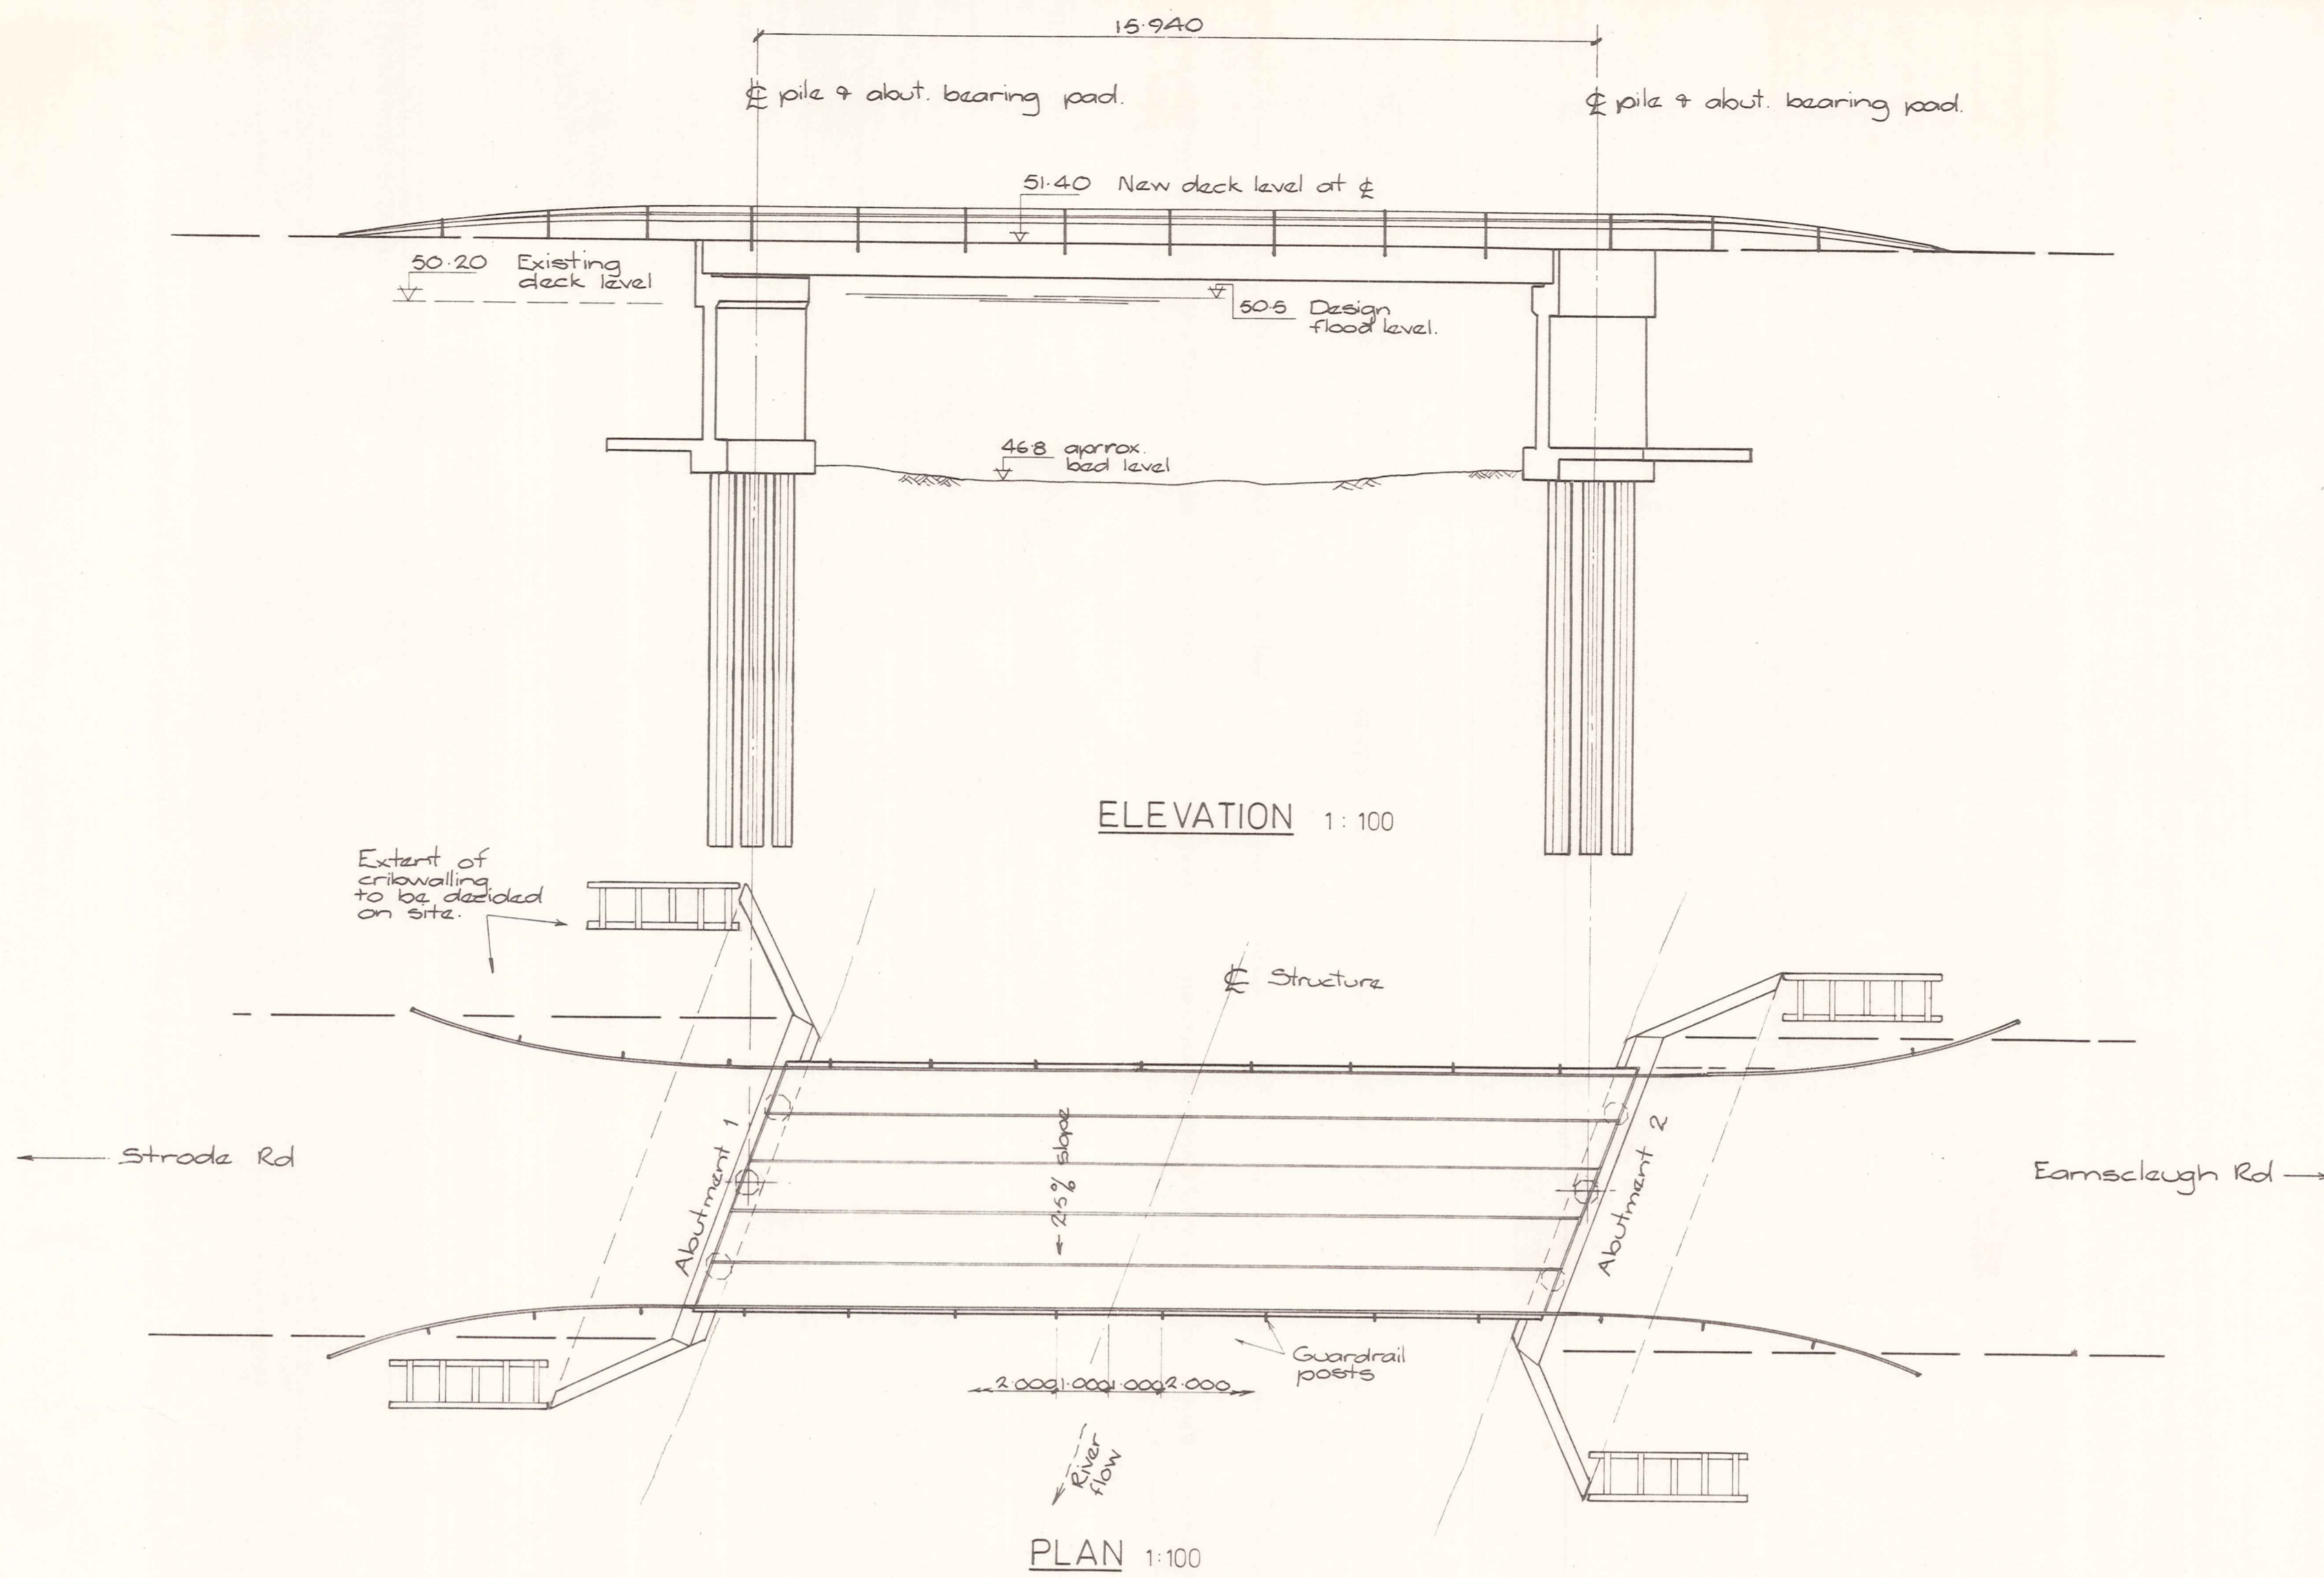 15·940
℄ pile & abut. bearing pad.
℄ pile & abut. bearing pad.
51·40 New deck level at ℄
50·20 Existing
deck level
50·5 Design
flood level.
46·8 aprrox.
bed level
ELEVATION 1:100
Extent of
cribwalling
to be decided
on site.
℄ Structure
Abutment 1
2·5% slope
Abutment 2
Strode Rd
Earnscleugh Rd
Guardrail
posts
2·000 1·000 1·000 2·000
River
flow
PLAN 1:100